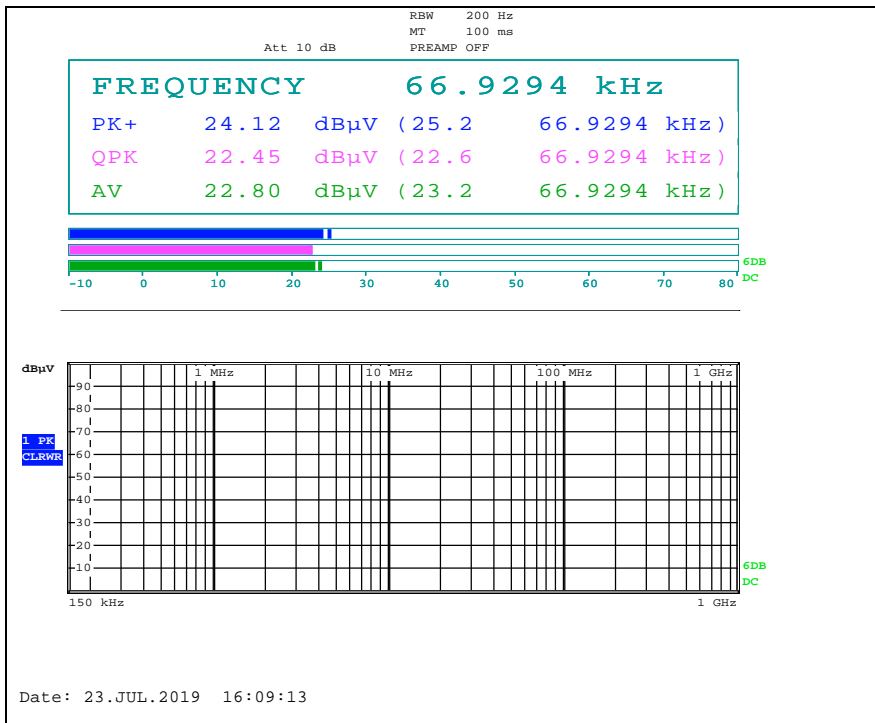 RBW 200 Hz
MT 100 ms
Att 10 dB PREAMP OFF
FREQUENCY 66.9294 kHz
PK+ 24.12 dBµV (25.2 66.9294 kHz)
QPK 22.45 dBµV (22.6 66.9294 kHz)
AV 22.80 dBµV (23.2 66.9294 kHz)
6DB
DC
-10 0 10 20 30 40 50 60 70 80
dBµV
1 MHz 10 MHz 100 MHz 1 GHz
90
80
70
1 PK
CLRWR
60
50
40
30
20
10
6DB
DC
150 kHz 1 GHz
Date: 23.JUL.2019 16:09:13